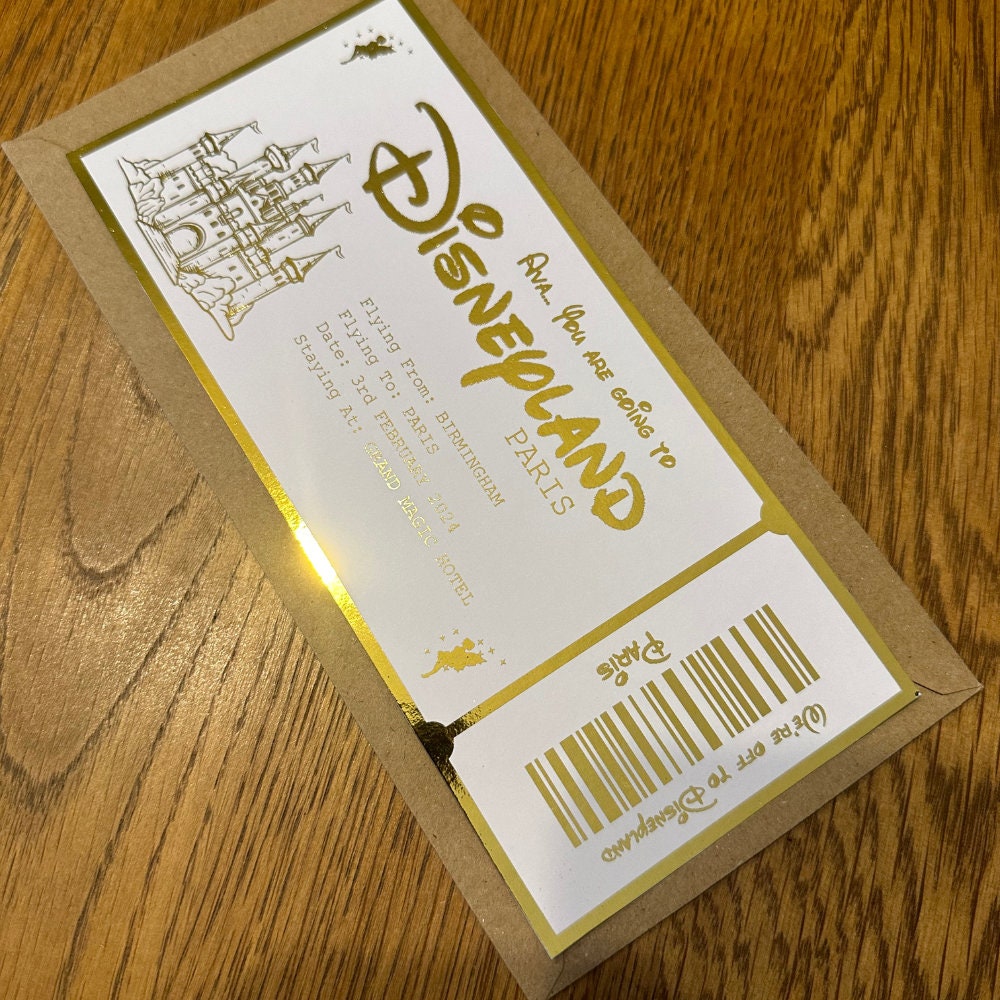 Ava... You are going to
Disneyland
PARIS
Flying From: BIRMINGHAM
Flying To: PARIS
Date: 3rd FEBRUARY 2024
Staying At: GRAND MAGIC HOTEL
We're off to Disneyland
Paris